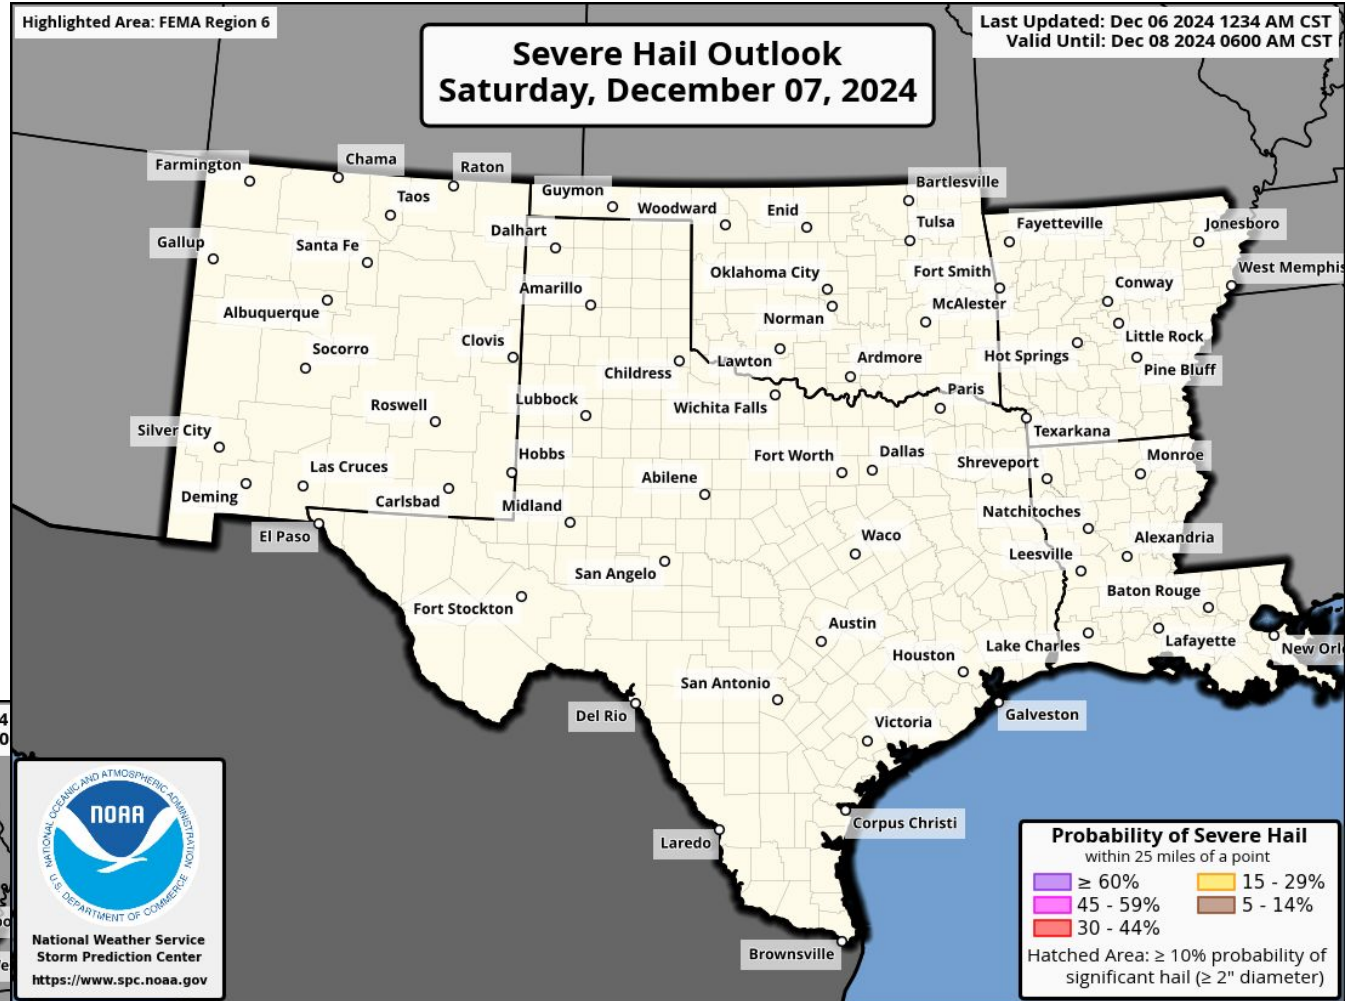 Highlighted Area: FEMA Region 6
Last Updated: Dec 06 2024 1234 AM CST
Valid Until: Dec 08 2024 0600 AM CST
Severe Hail Outlook
Saturday, December 07, 2024
Farmington
Chama
Raton
Taos
Guymon
Woodward
Enid
Bartlesville
Tulsa
Fayetteville
Jonesboro
Gallup
Santa Fe
Dalhart
Amarillo
Oklahoma City
Fort Smith
West Memphis
Albuquerque
Norman
McAlester
Conway
Socorro
Clovis
Childress
Lawton
Ardmore
Hot Springs
Little Rock
Pine Bluff
Roswell
Lubbock
Wichita Falls
Paris
Texarkana
Silver City
Las Cruces
Hobbs
Abilene
Fort Worth
Dallas
Shreveport
Monroe
Deming
Carlsbad
Midland
Natchitoches
El Paso
San Angelo
Waco
Leesville
Alexandria
Fort Stockton
Baton Rouge
Austin
Houston
Lake Charles
Lafayette
New Orl
San Antonio
Del Rio
Victoria
Galveston
Laredo
Corpus Christi
Brownsville
NATIONAL OCEANIC AND ATMOSPHERIC ADMINISTRATION
NOAA
U.S. DEPARTMENT OF COMMERCE
National Weather Service
Storm Prediction Center
https://www.spc.noaa.gov
Probability of Severe Hail
within 25 miles of a point
≥ 60% 15 - 29%
45 - 59% 5 - 14%
30 - 44%
Hatched Area: ≥ 10% probability of
significant hail (≥ 2" diameter)